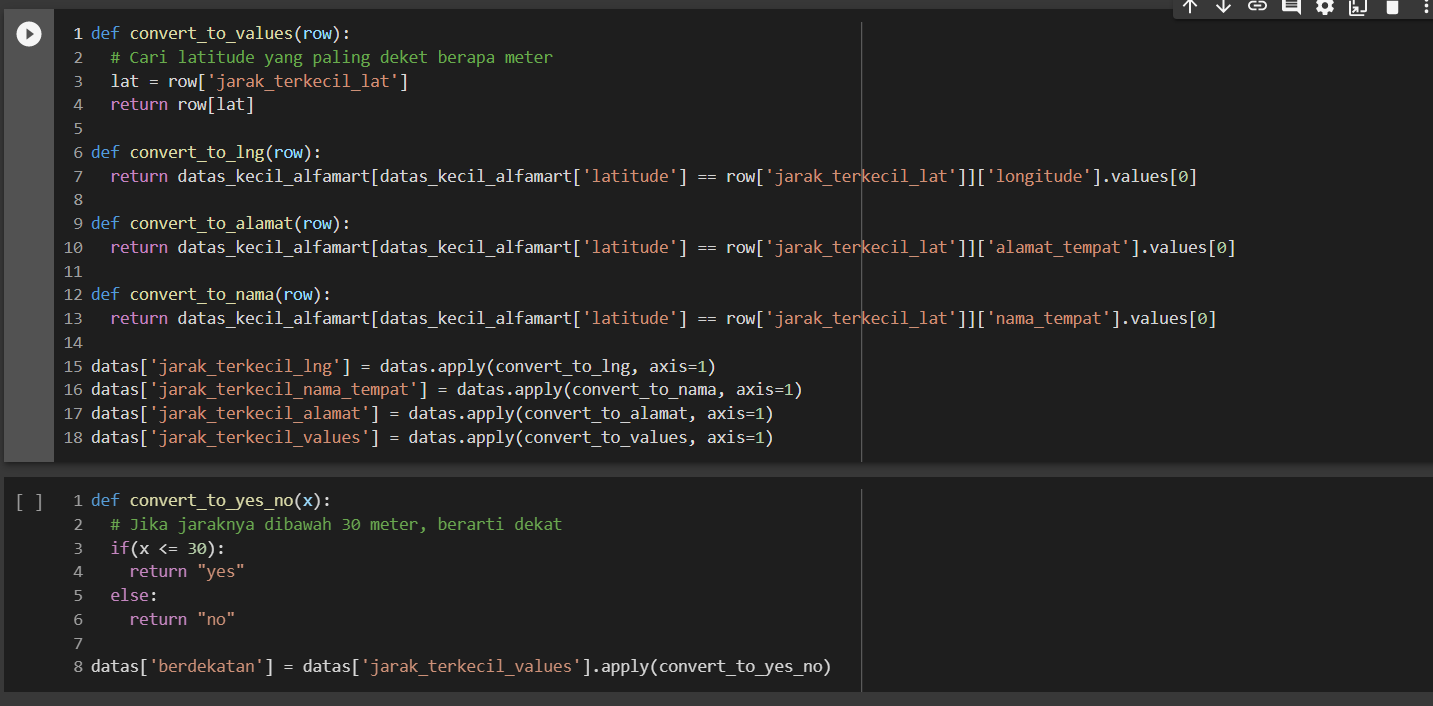 1 def convert_to_values(row):
2   # Cari latitude yang paling deket berapa meter
3   lat = row['jarak_terkecil_lat']
4   return row[lat]
5
6 def convert_to_lng(row):
7   return datas_kecil_alfamart[datas_kecil_alfamart['latitude'] == row['jarak_terkecil_lat']]['longitude'].values[0]
8
9 def convert_to_alamat(row):
10   return datas_kecil_alfamart[datas_kecil_alfamart['latitude'] == row['jarak_terkecil_lat']]['alamat_tempat'].values[0]
11
12 def convert_to_nama(row):
13   return datas_kecil_alfamart[datas_kecil_alfamart['latitude'] == row['jarak_terkecil_lat']]['nama_tempat'].values[0]
14
15 datas['jarak_terkecil_lng'] = datas.apply(convert_to_lng, axis=1)
16 datas['jarak_terkecil_nama_tempat'] = datas.apply(convert_to_nama, axis=1)
17 datas['jarak_terkecil_alamat'] = datas.apply(convert_to_alamat, axis=1)
18 datas['jarak_terkecil_values'] = datas.apply(convert_to_values, axis=1)
[ ] 1 def convert_to_yes_no(x):
2   # Jika jaraknya dibawah 30 meter, berarti dekat
3   if(x <= 30):
4     return "yes"
5   else:
6     return "no"
7
8 datas['berdekatan'] = datas['jarak_terkecil_values'].apply(convert_to_yes_no)